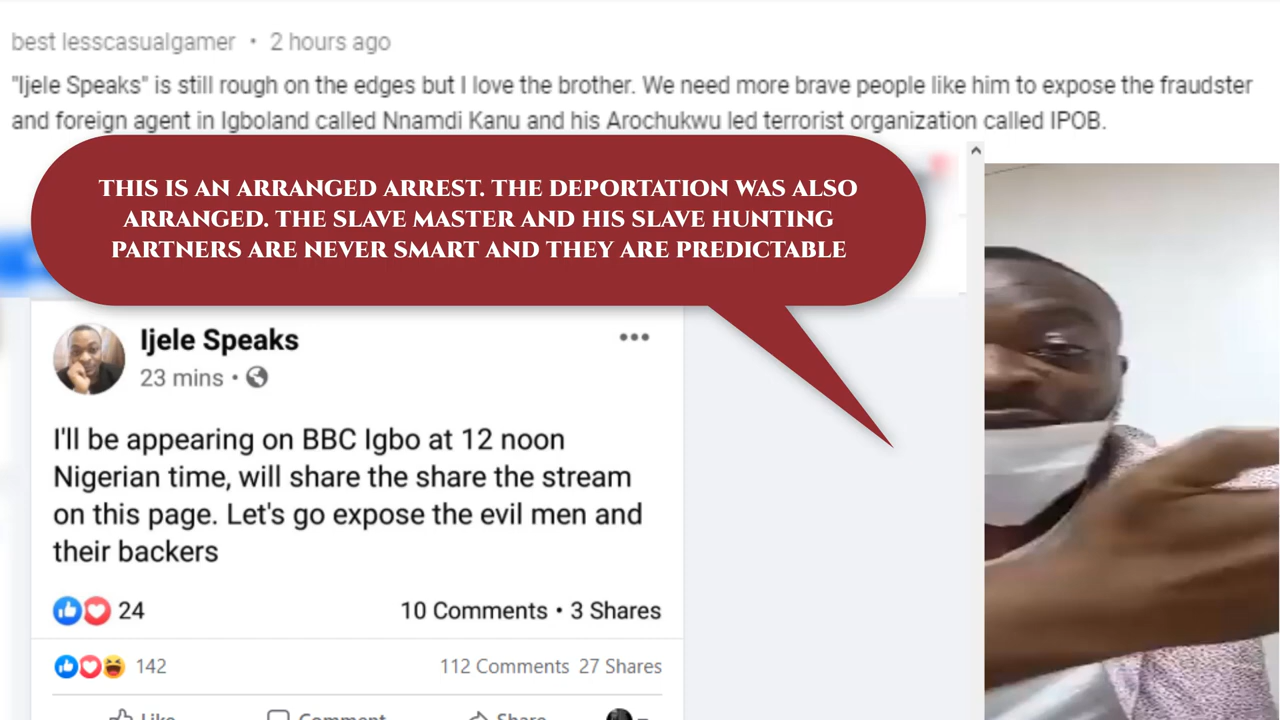 best lesscasualgamer • 2 hours ago
"Ijele Speaks" is still rough on the edges but I love the brother. We need more brave people like him to expose the fraudster
and foreign agent in Igboland called Nnamdi Kanu and his Arochukwu led terrorist organization called IPOB.
THIS IS AN ARRANGED ARREST. THE DEPORTATION WAS ALSO
ARRANGED. THE SLAVE MASTER AND HIS SLAVE HUNTING
PARTNERS ARE NEVER SMART AND THEY ARE PREDICTABLE
Ijele Speaks
23 mins •
I'll be appearing on BBC Igbo at 12 noon
Nigerian time, will share the share the stream
on this page. Let's go expose the evil men and
their backers
24 10 Comments • 3 Shares
142 112 Comments 27 Shares
Like Comment Share